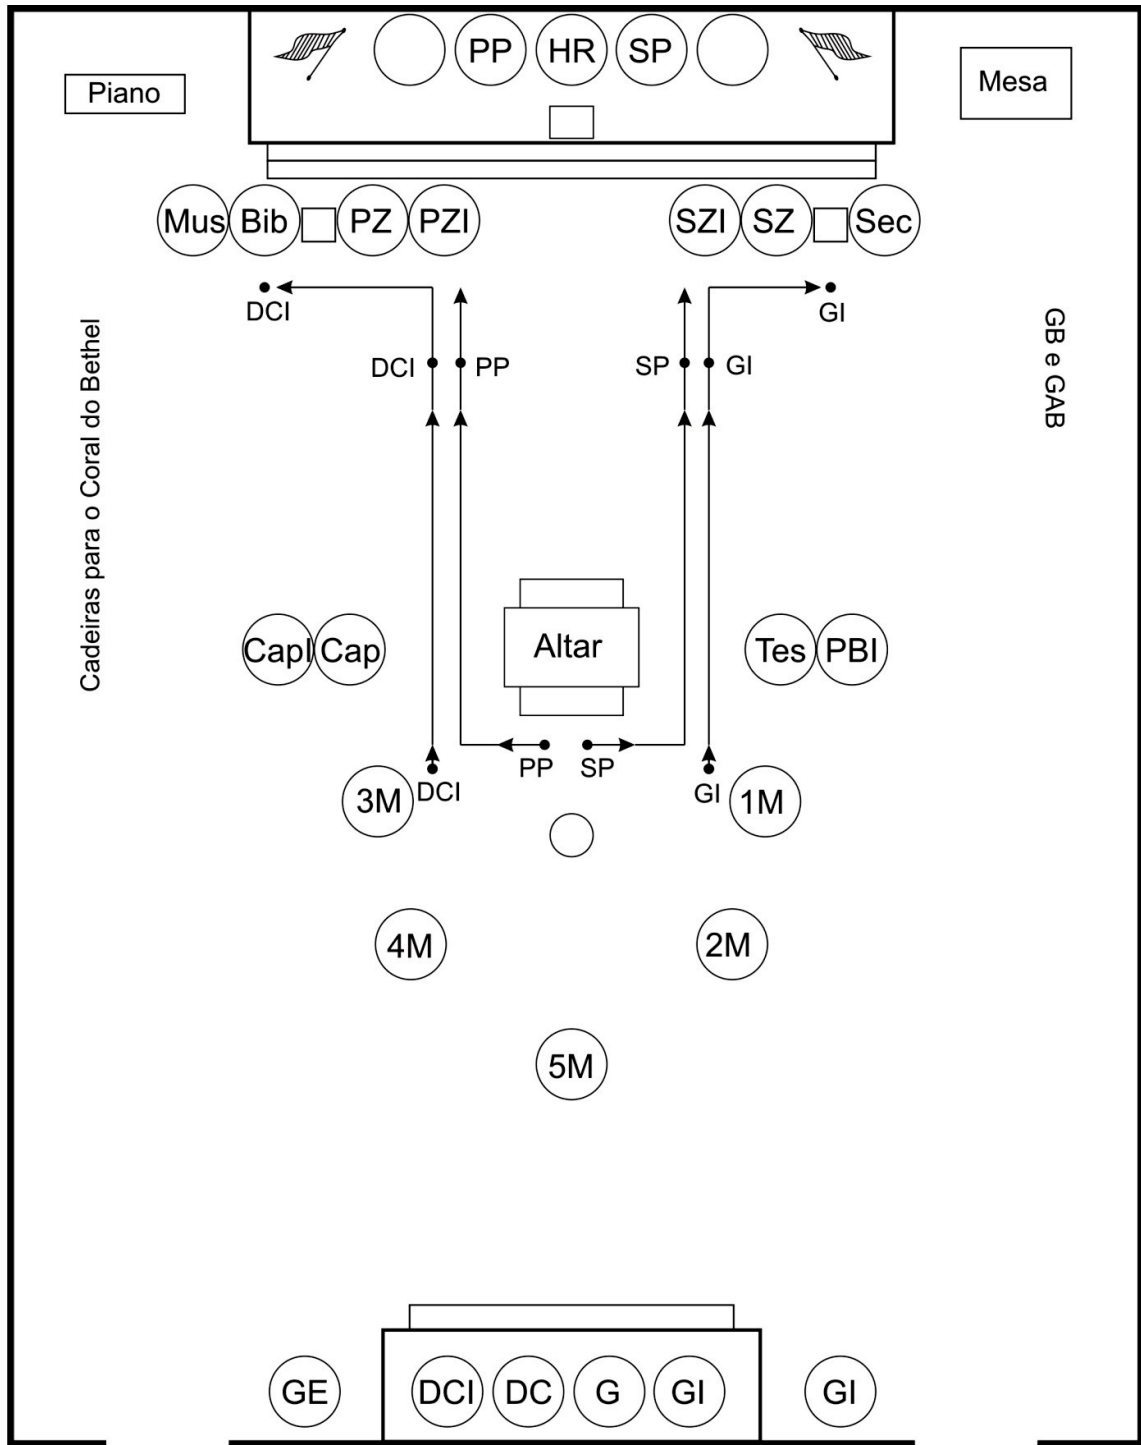 PP HR SP
Piano
Mesa
Mus Bib PZ PZI
SZI SZ Sec
DCI
GI
DCI PP
SP GI
Cadeiras para o Coral do Bethel
GB e GAB
CapI Cap
Altar
Tes PBI
PP SP
3M DCI
GI 1M
4M
2M
5M
GE DCI DC G GI GI